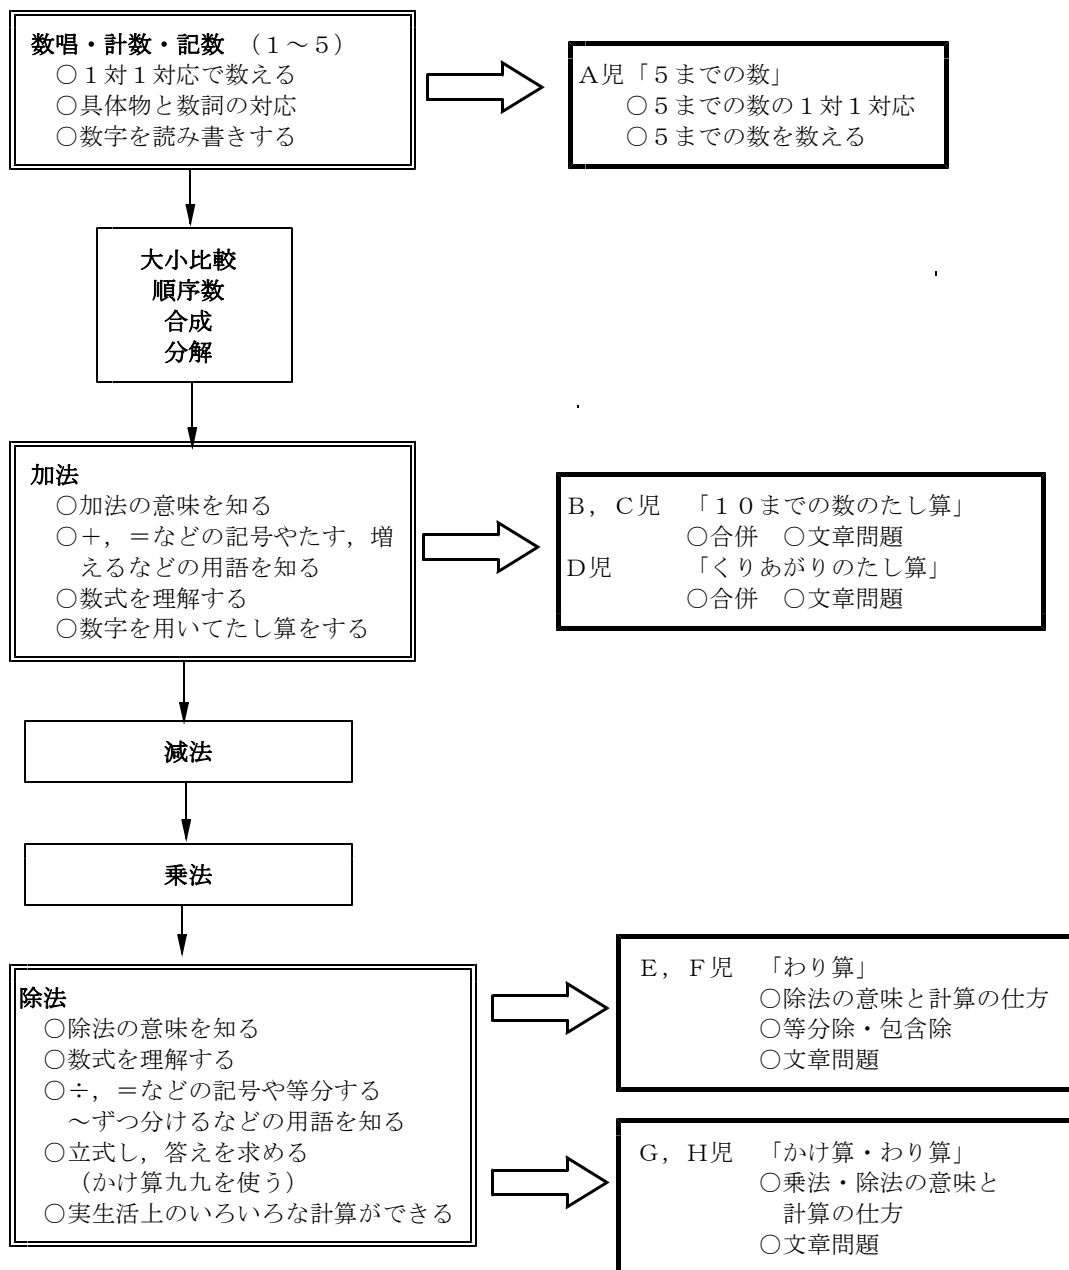 数唱・計数・記数　（１～５）
○１対１対応で数える
○具体物と数詞の対応
○数字を読み書きする
Ａ児「５までの数」
○５までの数の１対１対応
○５までの数を数える
大小比較
順序数
合成
分解
加法
○加法の意味を知る
○＋，＝などの記号やたす，増
えるなどの用語を知る
○数式を理解する
○数字を用いてたし算をする
Ｂ，Ｃ児　「１０までの数のたし算」
○合併　○文章問題
Ｄ児　　　「くりあがりのたし算」
○合併　○文章問題
減法
乗法
除法
○除法の意味を知る
○数式を理解する
○÷，＝などの記号や等分する
～ずつ分けるなどの用語を知る
○立式し，答えを求める
（かけ算九九を使う）
○実生活上のいろいろな計算ができる
Ｅ，Ｆ児　「わり算」
○除法の意味と計算の仕方
○等分除・包含除
○文章問題
Ｇ，Ｈ児　「かけ算・わり算」
○乗法・除法の意味と
計算の仕方
○文章問題